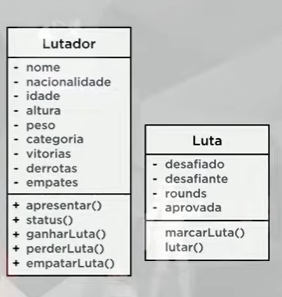 Lutador
- nome
- nacionalidade
- idade
- altura
- peso
- categoria
- vitorias
- derrotas
- empates
+ apresentar()
+ status()
+ ganharLuta()
+ perderLuta()
+ empatarLuta()
Luta
- desafiado
- desafiante
- rounds
- aprovada
marcarLuta()
lutar()